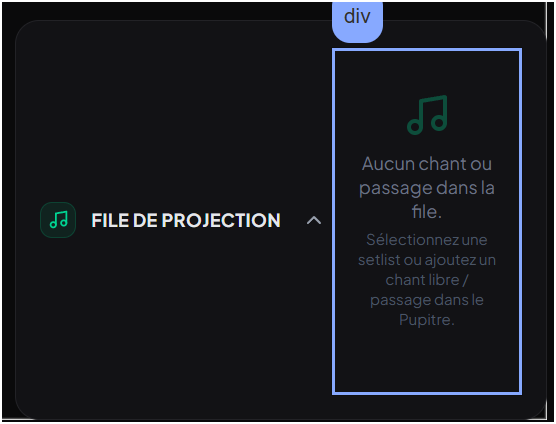 div
FILE DE PROJECTION
Aucun chant ou
passage dans la
file.
Sélectionnez une
setlist ou ajoutez un
chant libre /
passage dans le
Pupitre.